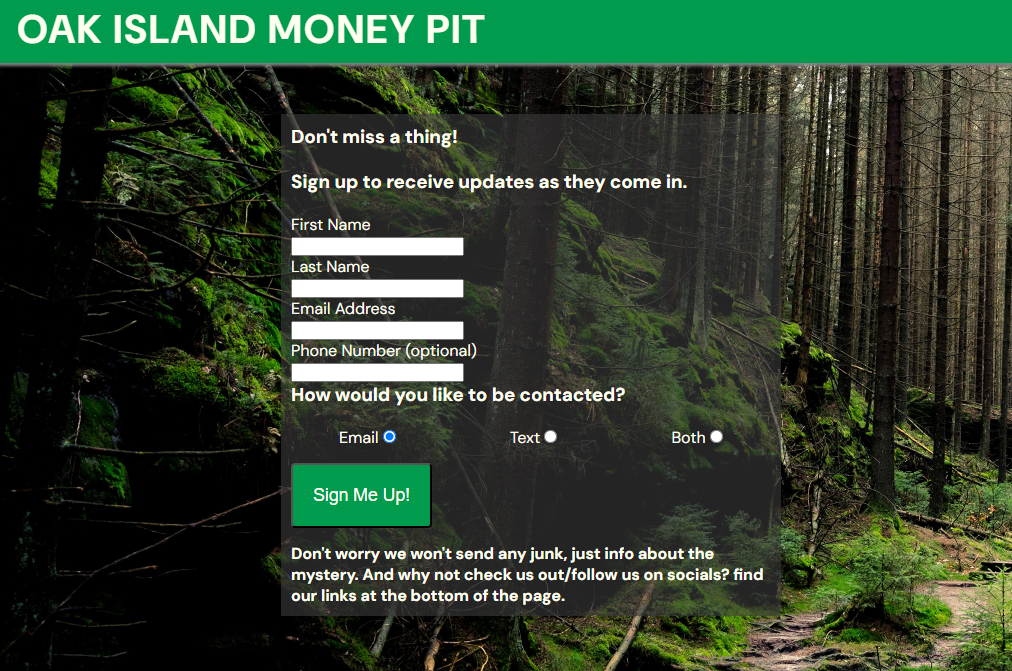 OAK ISLAND MONEY PIT
Don't miss a thing!
Sign up to receive updates as they come in.
First Name
Last Name
Email Address
Phone Number (optional)
How would you like to be contacted?
Email Text Both
Sign Me Up!
Don't worry we won't send any junk, just info about the
mystery. And why not check us out/follow us on socials? find
our links at the bottom of the page.